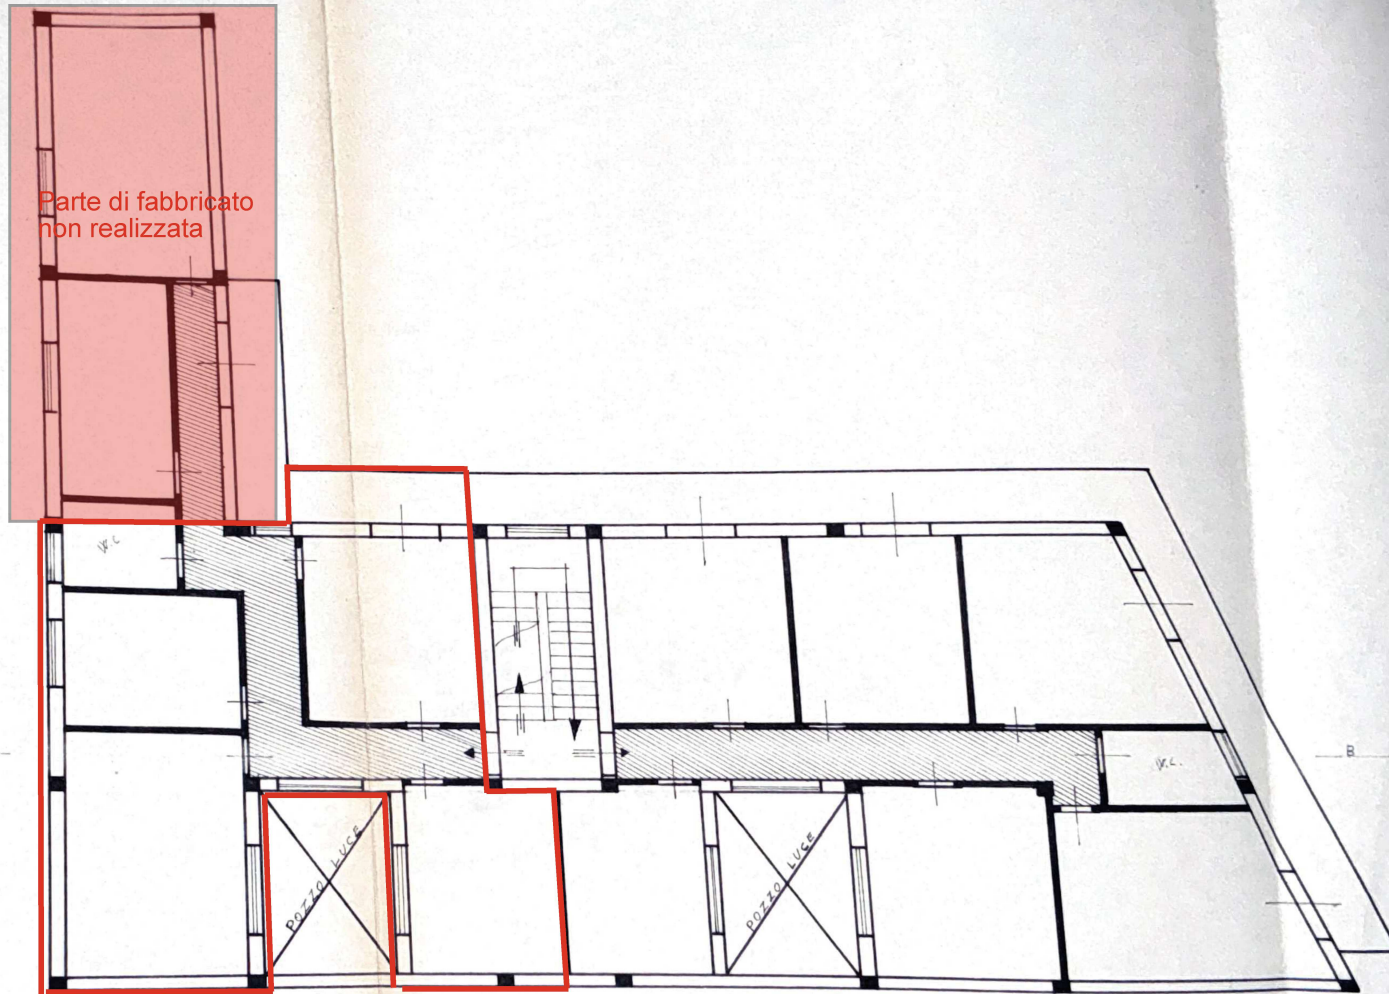 Parte di fabbricato
non realizzata
W.C
B
W.C.
POZZO LUCE
POZZO LUCE